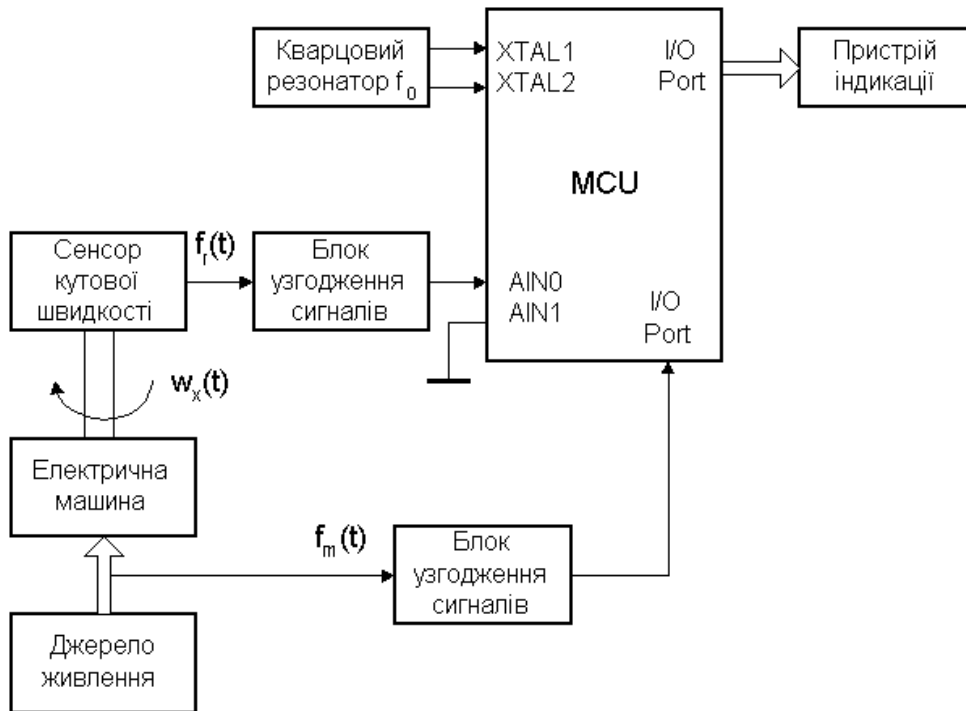 Кварцовий
резонатор f0
XTAL1
XTAL2
I/O
Port
Пристрій
індикації
MCU
Сенсор
кутової
швидкості
fr(t)
Блок
узгодження
сигналів
AIN0
AIN1
I/O
Port
wx(t)
Електрична
машина
fm(t)
Блок
узгодження
сигналів
Джерело
живлення